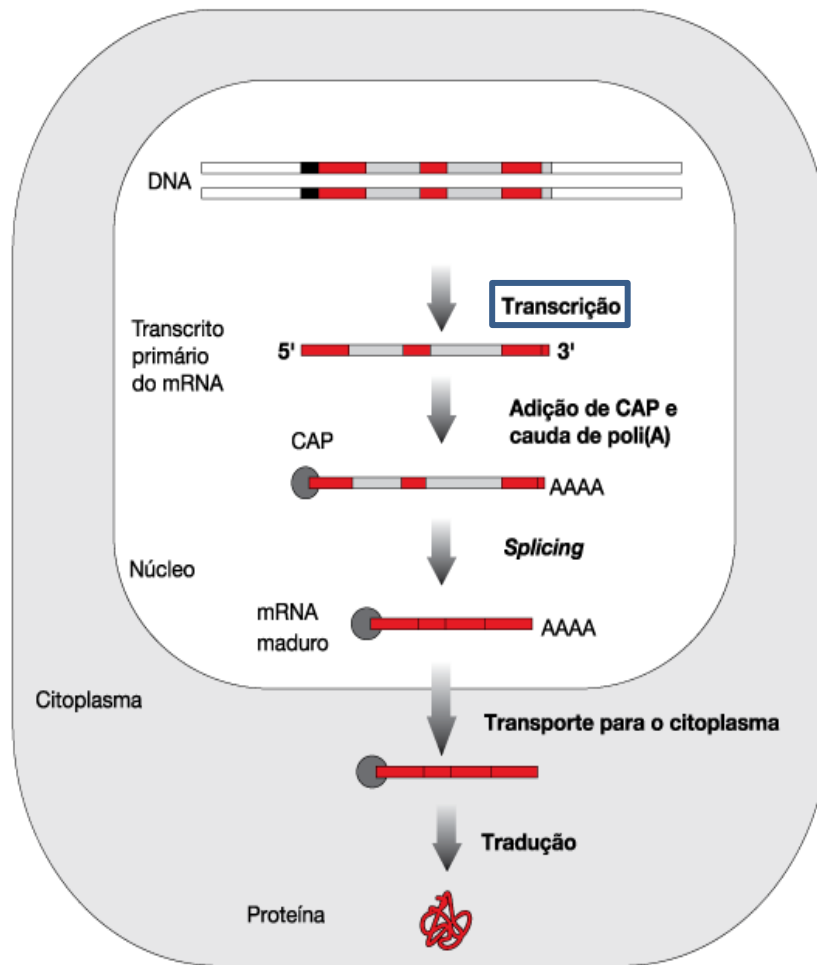 DNA
Transcrição
Transcrito
primário
do mRNA
5'
3'
Adição de CAP e
cauda de poli(A)
CAP
AAAA
Splicing
Núcleo
mRNA
maduro
AAAA
Citoplasma
Transporte para o citoplasma
Tradução
Proteína